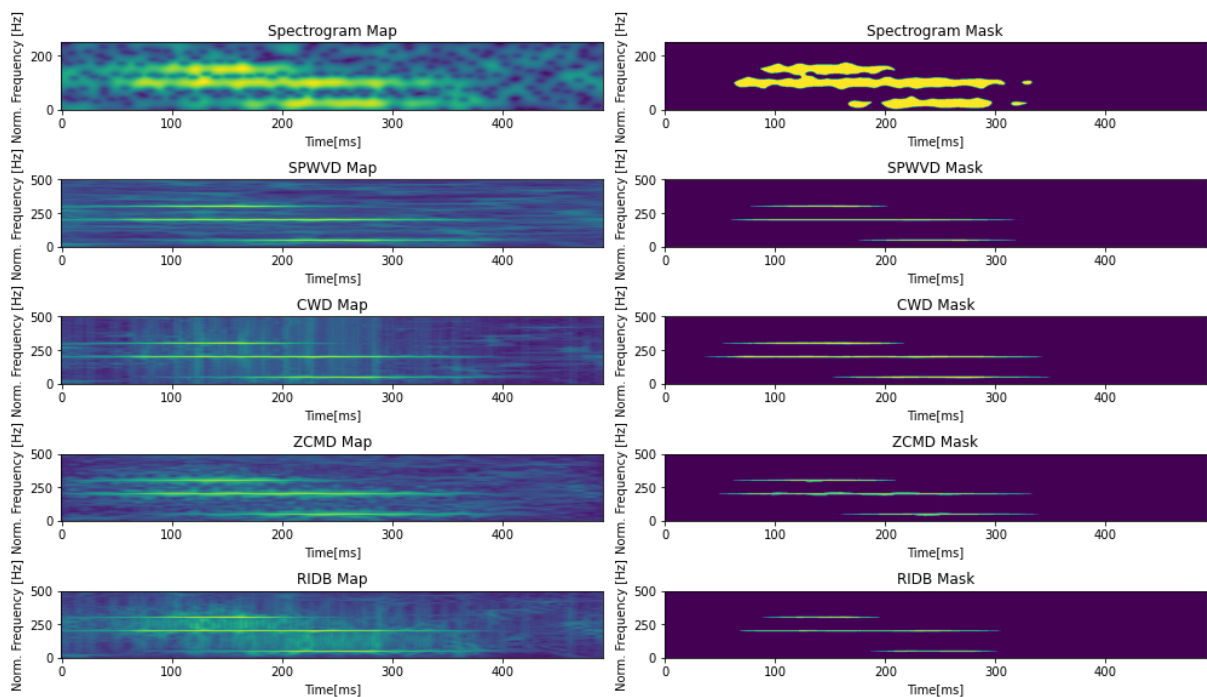 Spectrogram Map
Norm. Frequency [Hz]
200
0
0 100 200 300 400
Time[ms]
Spectrogram Mask
Norm. Frequency [Hz]
200
0
0 100 200 300 400
Time[ms]
SPWVD Map
Norm. Frequency [Hz]
500
250
0
0 100 200 300 400
Time[ms]
SPWVD Mask
Norm. Frequency [Hz]
500
250
0
0 100 200 300 400
Time[ms]
CWD Map
Norm. Frequency [Hz]
500
250
0
0 100 200 300 400
Time[ms]
CWD Mask
Norm. Frequency [Hz]
500
250
0
0 100 200 300 400
Time[ms]
ZCMD Map
Norm. Frequency [Hz]
500
250
0
0 100 200 300 400
Time[ms]
ZCMD Mask
Norm. Frequency [Hz]
500
250
0
0 100 200 300 400
Time[ms]
RIDB Map
Norm. Frequency [Hz]
500
250
0
0 100 200 300 400
Time[ms]
RIDB Mask
Norm. Frequency [Hz]
500
250
0
0 100 200 300 400
Time[ms]